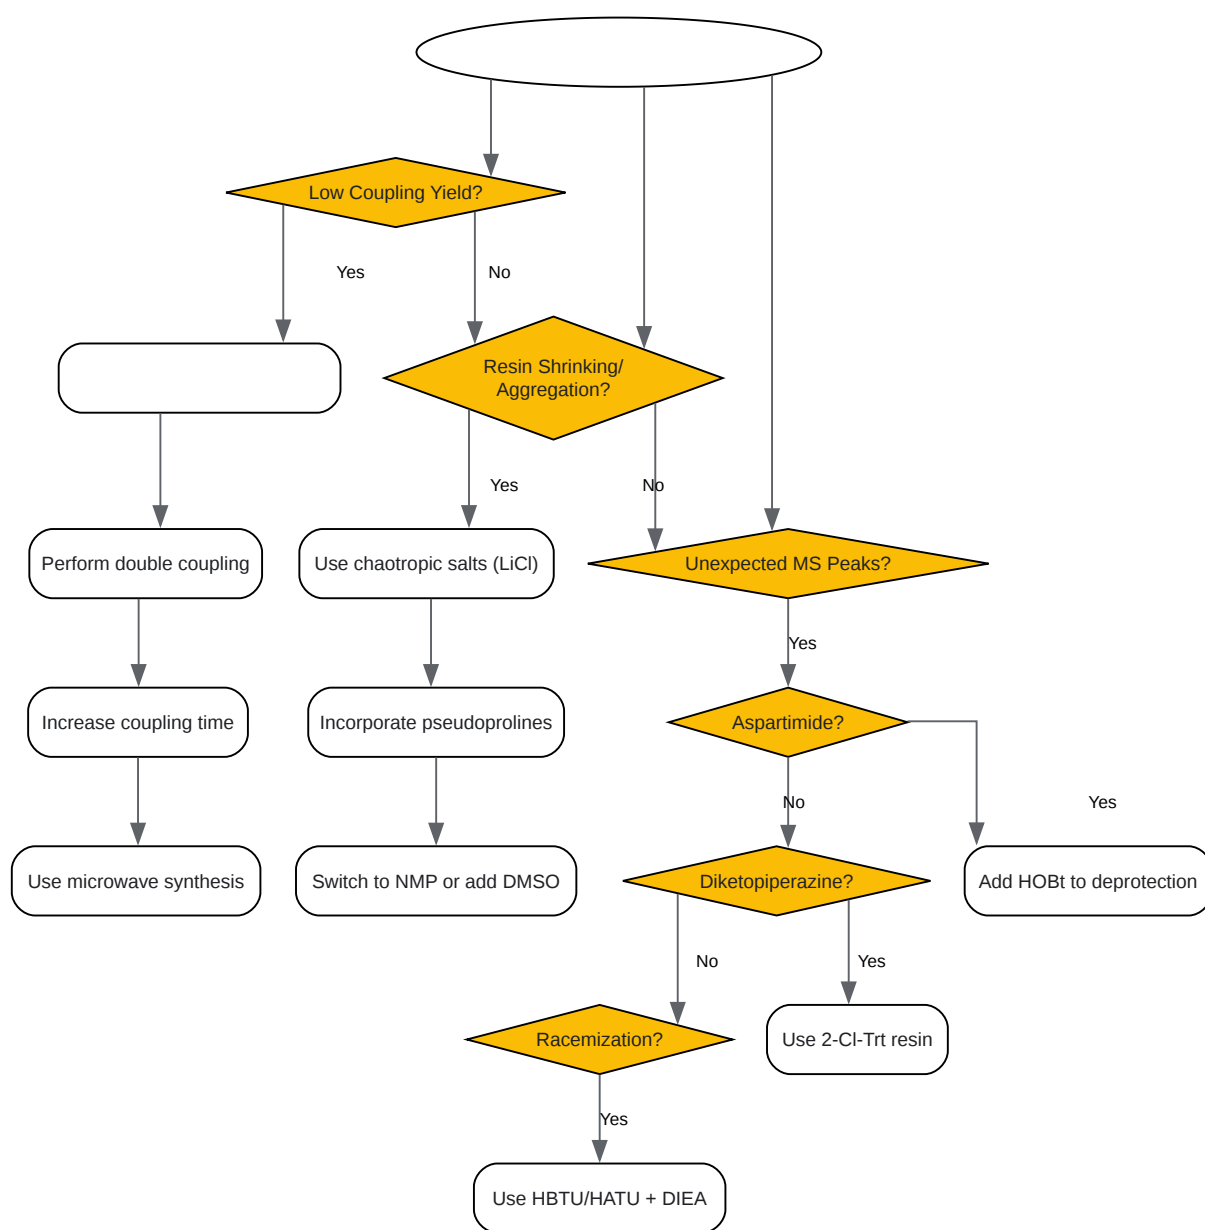 Low Coupling Yield?
Yes
No
Resin Shrinking/
Aggregation?
Yes
No
Perform double coupling
Use chaotropic salts (LiCl)
Unexpected MS Peaks?
Yes
Increase coupling time
Incorporate pseudoprolines
Aspartimide?
No
Yes
Use microwave synthesis
Switch to NMP or add DMSO
Diketopiperazine?
Add HOBt to deprotection
No
Yes
Racemization?
Use 2-Cl-Trt resin
Yes
Use HBTU/HATU + DIEA